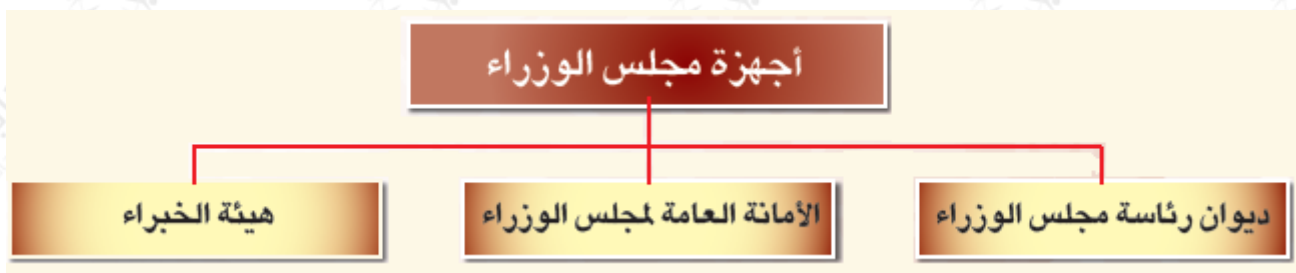 أجهزة مجلس الوزراء
ديوان رئاسة مجلس الوزراء
الأمانة العامة لمجلس الوزراء
هيئة الخبراء